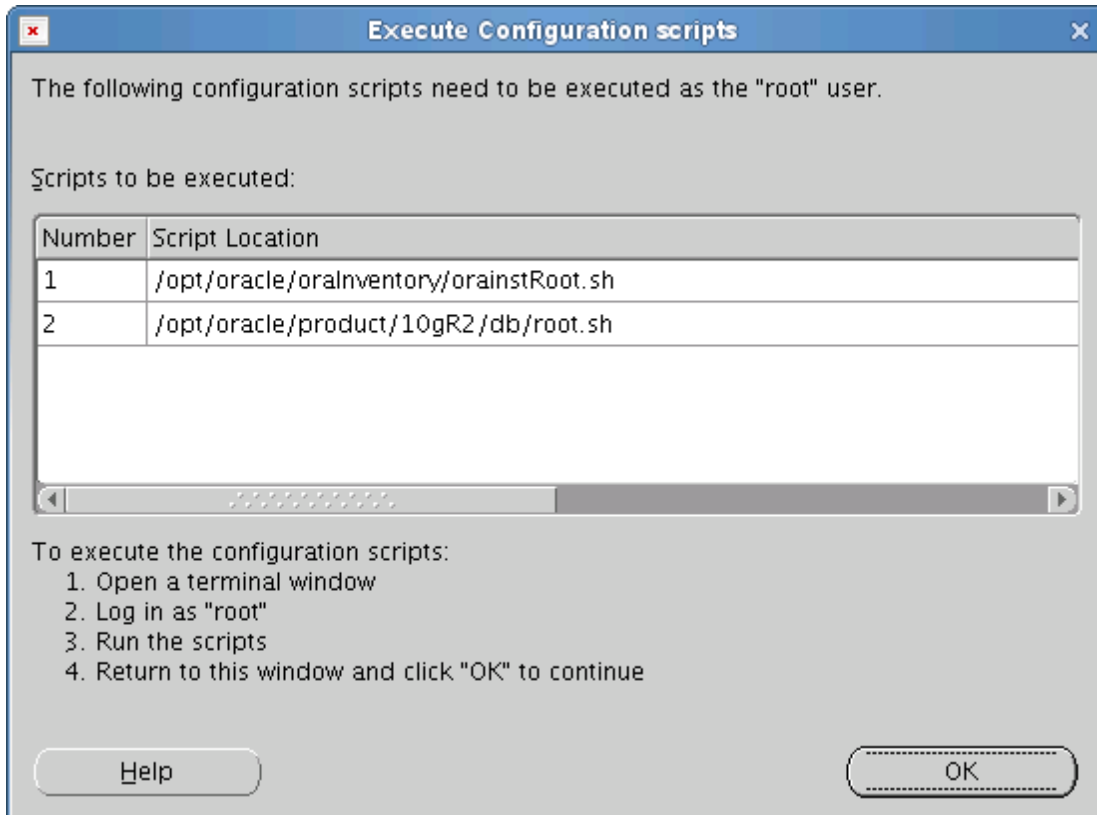 Execute Configuration scripts
The following configuration scripts need to be executed as the "root" user.
Scripts to be executed:
Number Script Location
1 /opt/oracle/oraInventory/orainstRoot.sh
2 /opt/oracle/product/10gR2/db/root.sh
To execute the configuration scripts:
1. Open a terminal window
2. Log in as "root"
3. Run the scripts
4. Return to this window and click "OK" to continue
Help OK